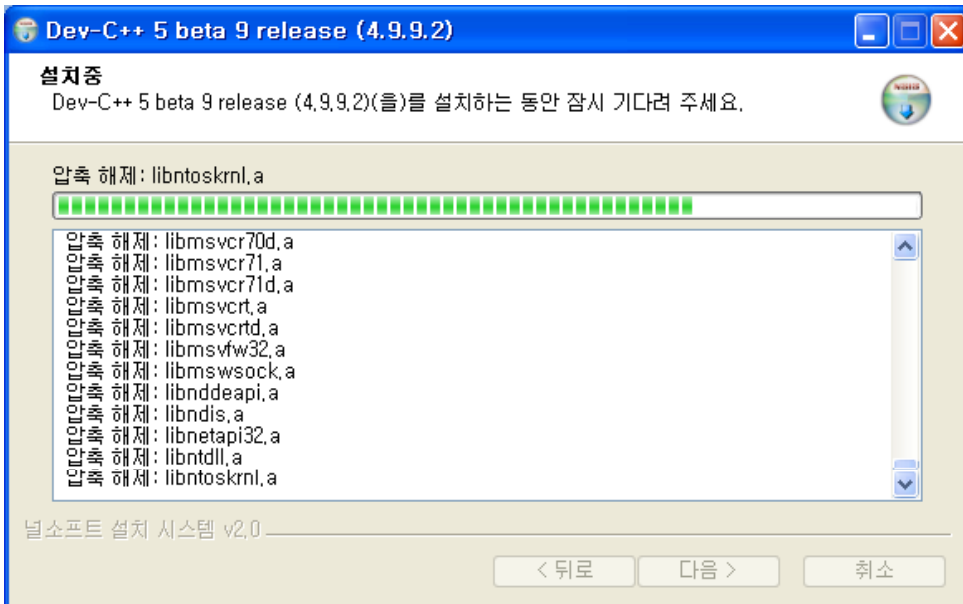 Dev-C++ 5 beta 9 release (4.9.9.2)
설치중
Dev-C++ 5 beta 9 release (4.9.9.2)(을)를 설치하는 동안 잠시 기다려 주세요.
압축 해제: libntoskrnl.a
압축 해제: libmsvcr70d.a
압축 해제: libmsvcr71.a
압축 해제: libmsvcr71d.a
압축 해제: libmsvcrt.a
압축 해제: libmsvcrtd.a
압축 해제: libmsvfw32.a
압축 해제: libmswsock.a
압축 해제: libnddeapi.a
압축 해제: libndis.a
압축 해제: libnetapi32.a
압축 해제: libntdll.a
압축 해제: libntoskrnl.a
널소프트 설치 시스템 v2.0
< 뒤로 다음 > 취소